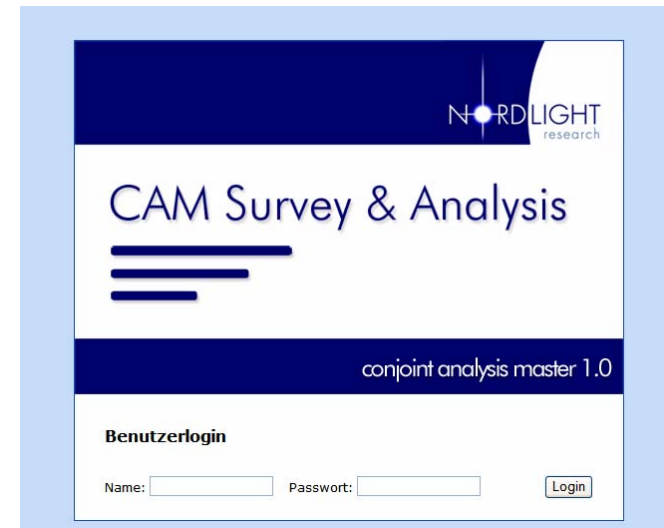 NORDLIGHT
research
CAM Survey & Analysis
conjoint analysis master 1.0
Benutzerlogin
Name: Passwort: Login